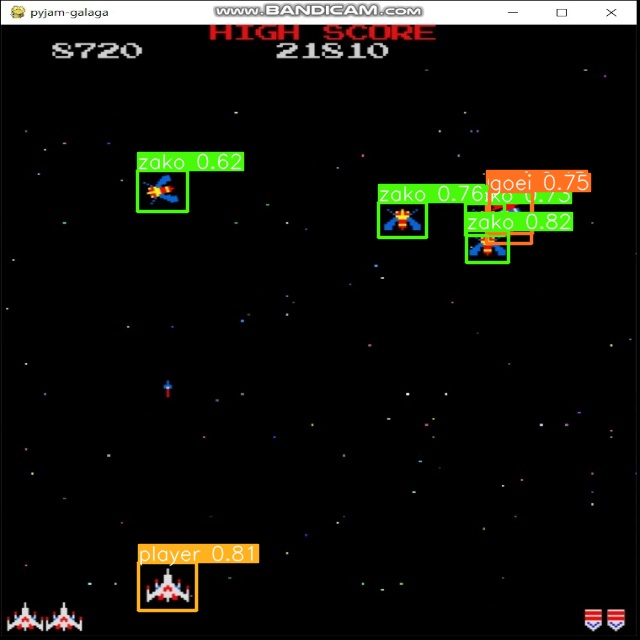 pyjam-galaga
www.BANDICAM.com
HIGH SCORE
8720 21810
zako 0.62
goei 0.75
zako 0.76
zako 0.82
player 0.81